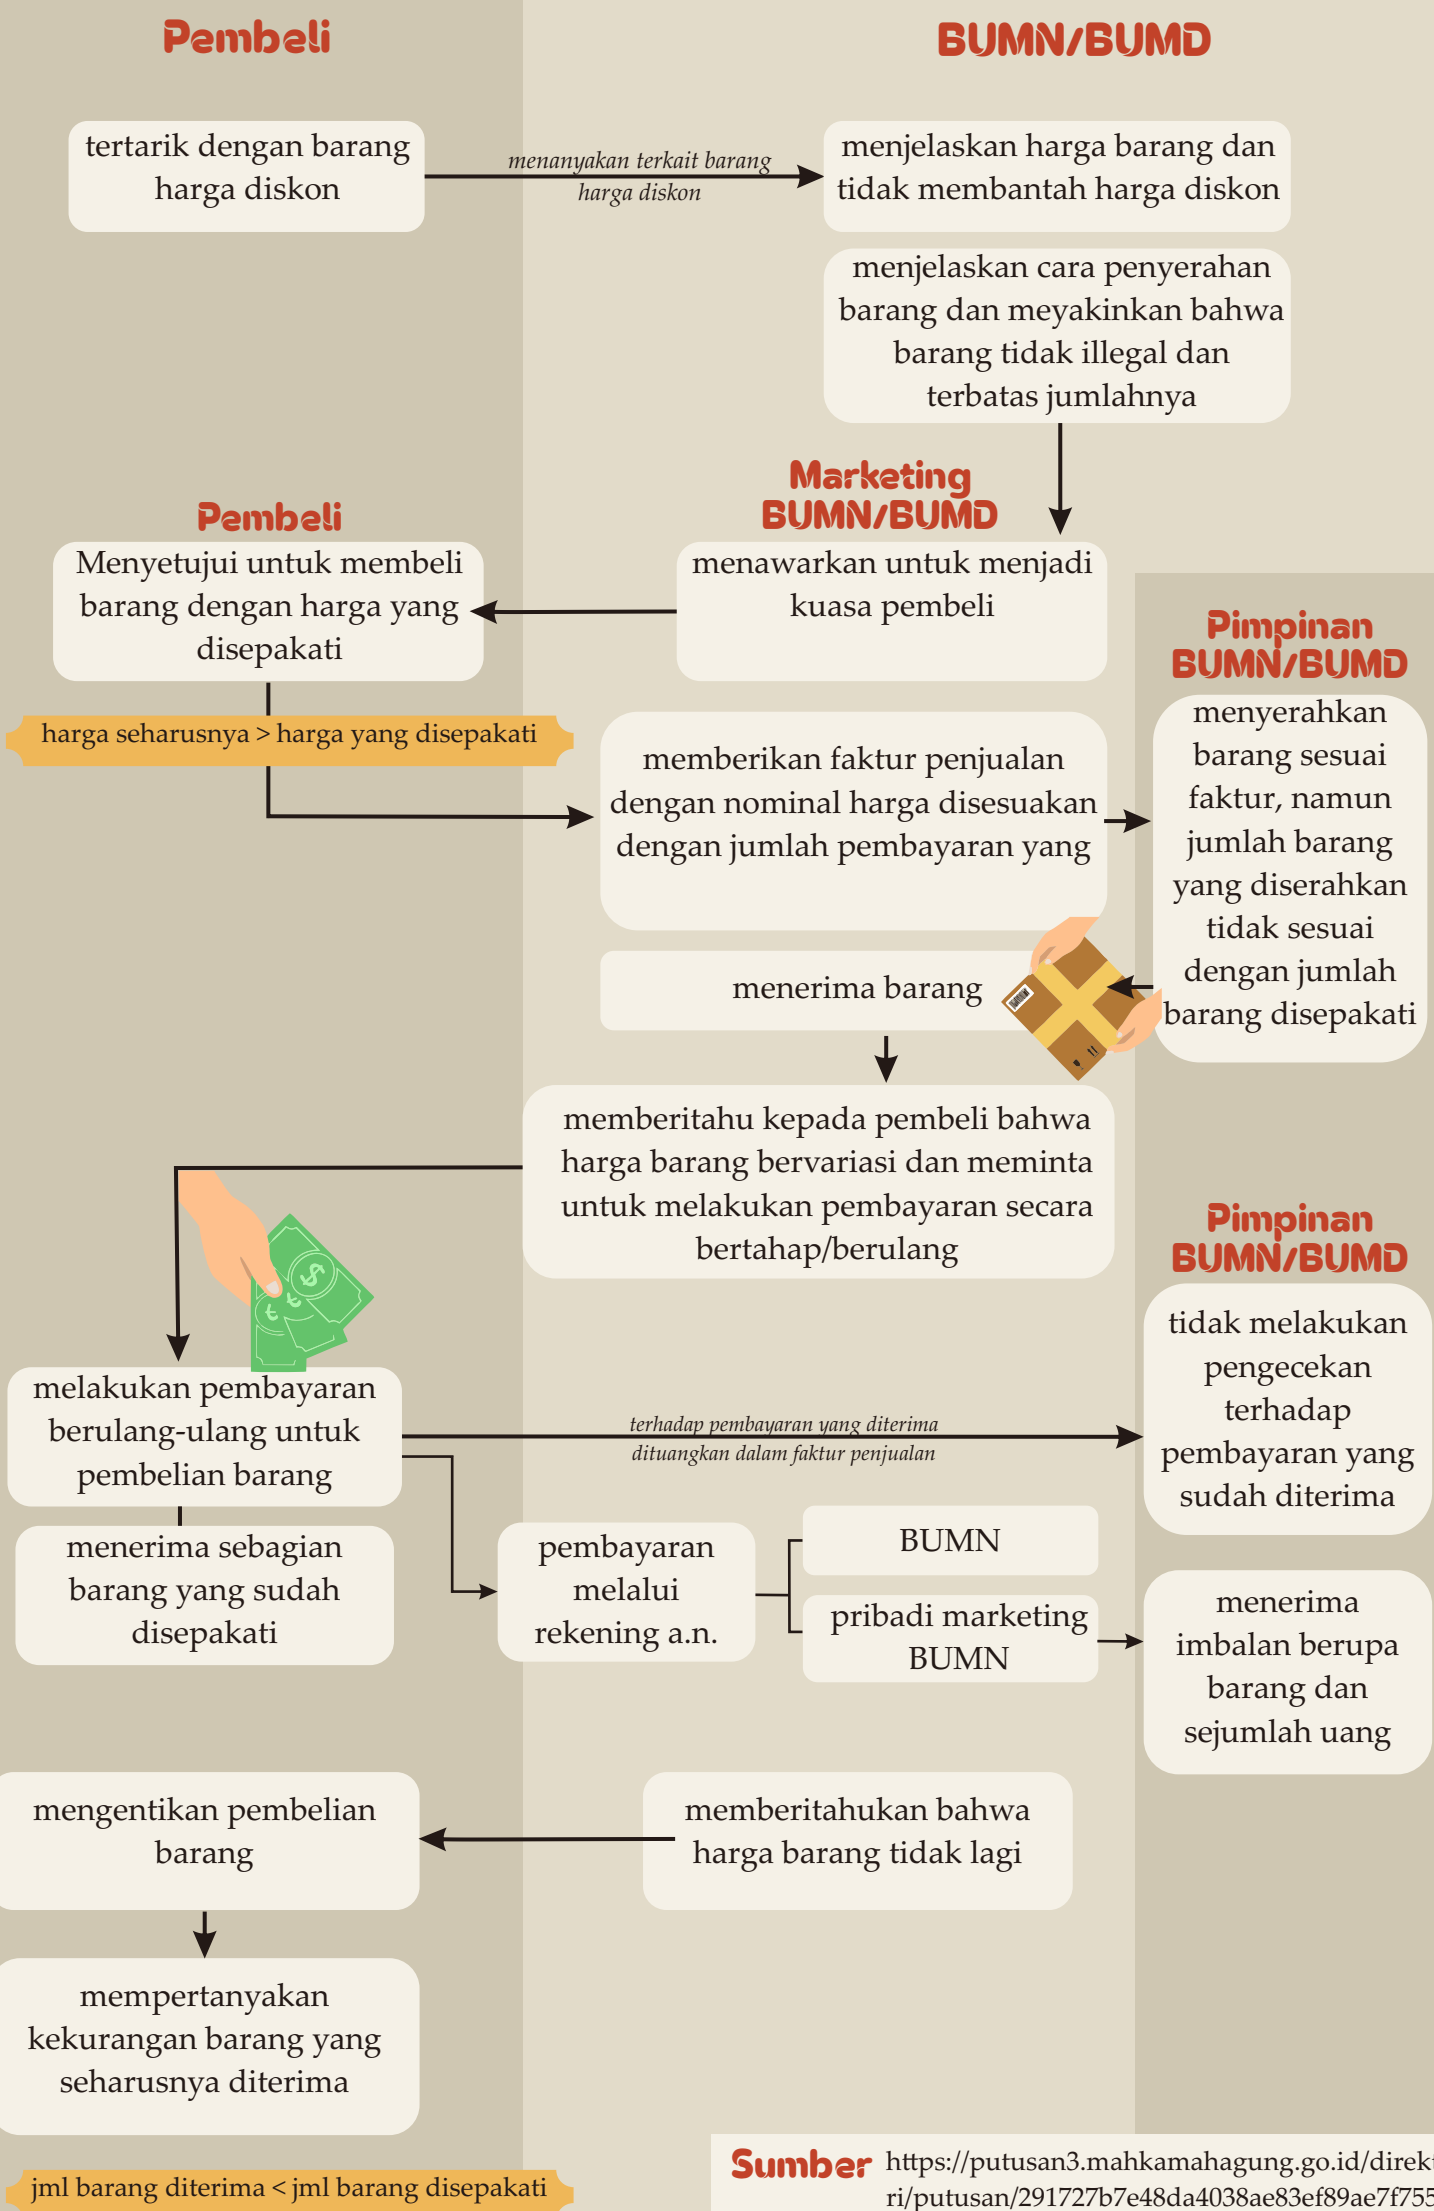 Pembeli
BUMN/BUMD
tertarik dengan barang
harga diskon
menanyakan terkait barang
harga diskon
menjelaskan harga barang dan
tidak membantah harga diskon
menjelaskan cara penyerahan
barang dan meyakinkan bahwa
barang tidak illegal dan
terbatas jumlahnya
Marketing
BUMN/BUMD
menawarkan untuk menjadi
kuasa pembeli
Pembeli
Menyetujui untuk membeli
barang dengan harga yang
disepakati
harga seharusnya > harga yang disepakati
memberikan faktur penjualan
dengan nominal harga disesuakan
dengan jumlah pembayaran yang
Pimpinan
BUMN/BUMD
menyerahkan
barang sesuai
faktur, namun
jumlah barang
yang diserahkan
tidak sesuai
dengan jumlah
barang disepakati
menerima barang
memberitahu kepada pembeli bahwa
harga barang bervariasi dan meminta
untuk melakukan pembayaran secara
bertahap/berulang
melakukan pembayaran
berulang-ulang untuk
pembelian barang
terhadap pembayaran yang diterima
dituangkan dalam faktur penjualan
Pimpinan
BUMN/BUMD
tidak melakukan
pengecekan
terhadap
pembayaran yang
sudah diterima
menerima sebagian
barang yang sudah
disepakati
pembayaran
melalui
rekening a.n.
BUMN
pribadi marketing
BUMN
menerima
imbalan berupa
barang dan
sejumlah uang
memberitahukan bahwa
harga barang tidak lagi
mengentikan pembelian
barang
mempertanyakan
kekurangan barang yang
seharusnya diterima
jml barang diterima < jml barang disepakati
Sumber
https://putusan3.mahkamahagung.go.id/direkt
ri/putusan/291727b7e48da4038ae83ef89ae7f755